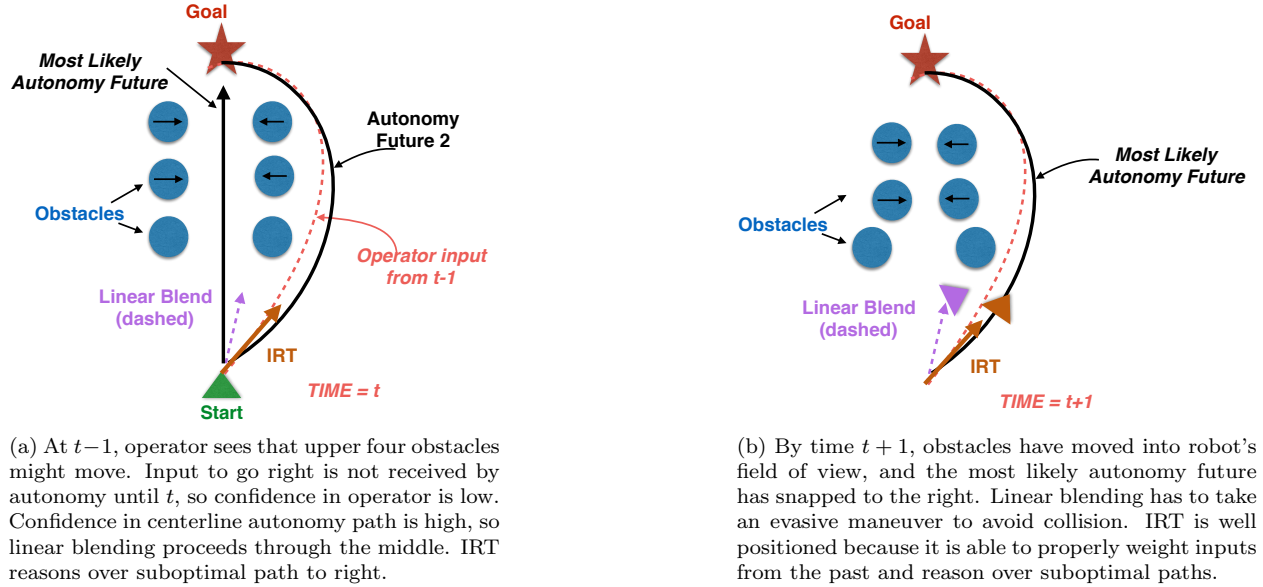 Goal
Most Likely
Autonomy Future
Autonomy
Future 2
Obstacles
Operator input
from t-1
Linear Blend
(dashed)
IRT
TIME = t
Start
(a) At t−1, operator sees that upper four obstacles
might move. Input to go right is not received by
autonomy until t, so confidence in operator is low.
Confidence in centerline autonomy path is high, so
linear blending proceeds through the middle. IRT
reasons over suboptimal path to right.
Goal
Most Likely
Autonomy Future
Obstacles
Linear Blend
(dashed)
IRT
TIME = t+1
(b) By time t + 1, obstacles have moved into robot's
field of view, and the most likely autonomy future
has snapped to the right. Linear blending has to take
an evasive maneuver to avoid collision. IRT is well
positioned because it is able to properly weight inputs
from the past and reason over suboptimal paths.